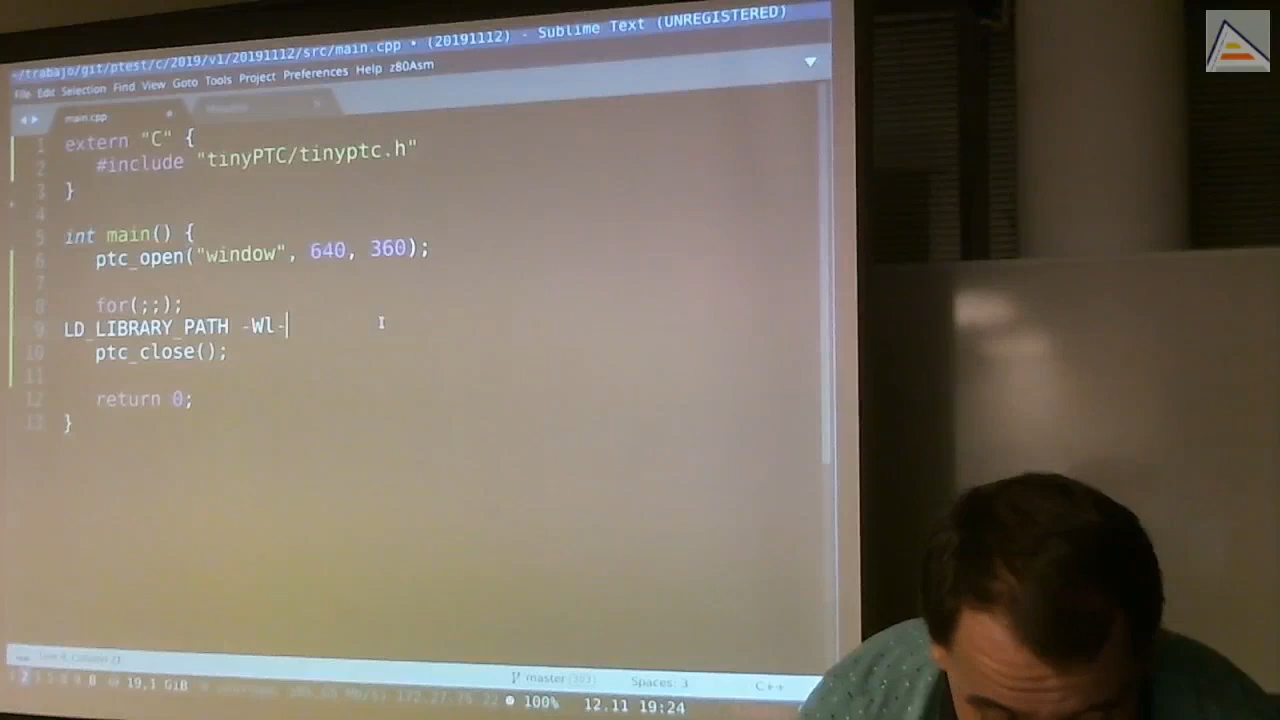 ~/trabajo/git/ptest/c/2019/v1/20191112/src/main.cpp • (20191112) - Sublime Text (UNREGISTERED)
File Edit Selection Find View Goto Tools Project Preferences Help z80Asm
main.cpp
1 extern "C" {
2 #include "tinyPTC/tinyptc.h"
3 }
4
5 int main() {
6 ptc_open("window", 640, 360);
7
8 for(;;);
9 LD_LIBRARY_PATH -Wl-
10 ptc_close();
11
12 return 0;
13 }
master Spaces: 3 C++
19,1 GiB 100% 12.11 19:24